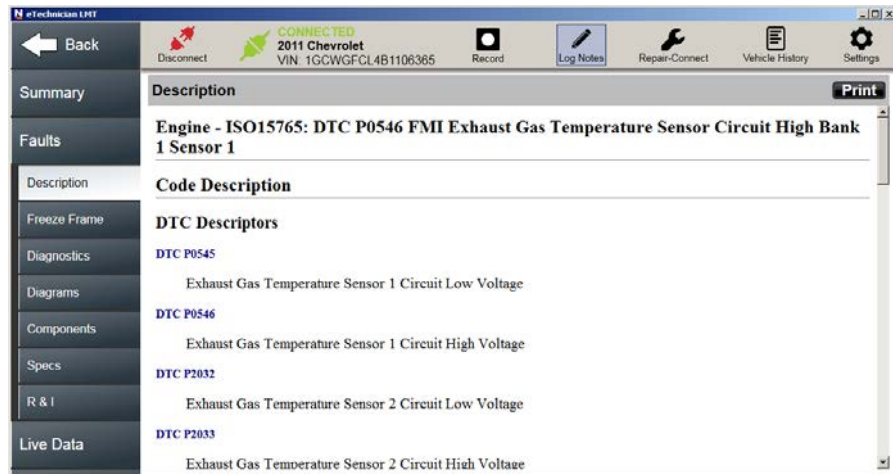 eTechnician LMT
Back
Disconnect
CONNECTED
2011 Chevrolet
VIN: 1GCWGFCL4B1106365
Record
Log Notes
Repair-Connect
Vehicle History
Settings
Summary
Faults
Description
Freeze Frame
Diagnostics
Diagrams
Components
Specs
R & I
Live Data
Description
Print
Engine - ISO15765: DTC P0546 FMI Exhaust Gas Temperature Sensor Circuit High Bank
1 Sensor 1
Code Description
DTC Descriptors
DTC P0545
Exhaust Gas Temperature Sensor 1 Circuit Low Voltage
DTC P0546
Exhaust Gas Temperature Sensor 1 Circuit High Voltage
DTC P2032
Exhaust Gas Temperature Sensor 2 Circuit Low Voltage
DTC P2033
Exhaust Gas Temperature Sensor 2 Circuit High Voltage